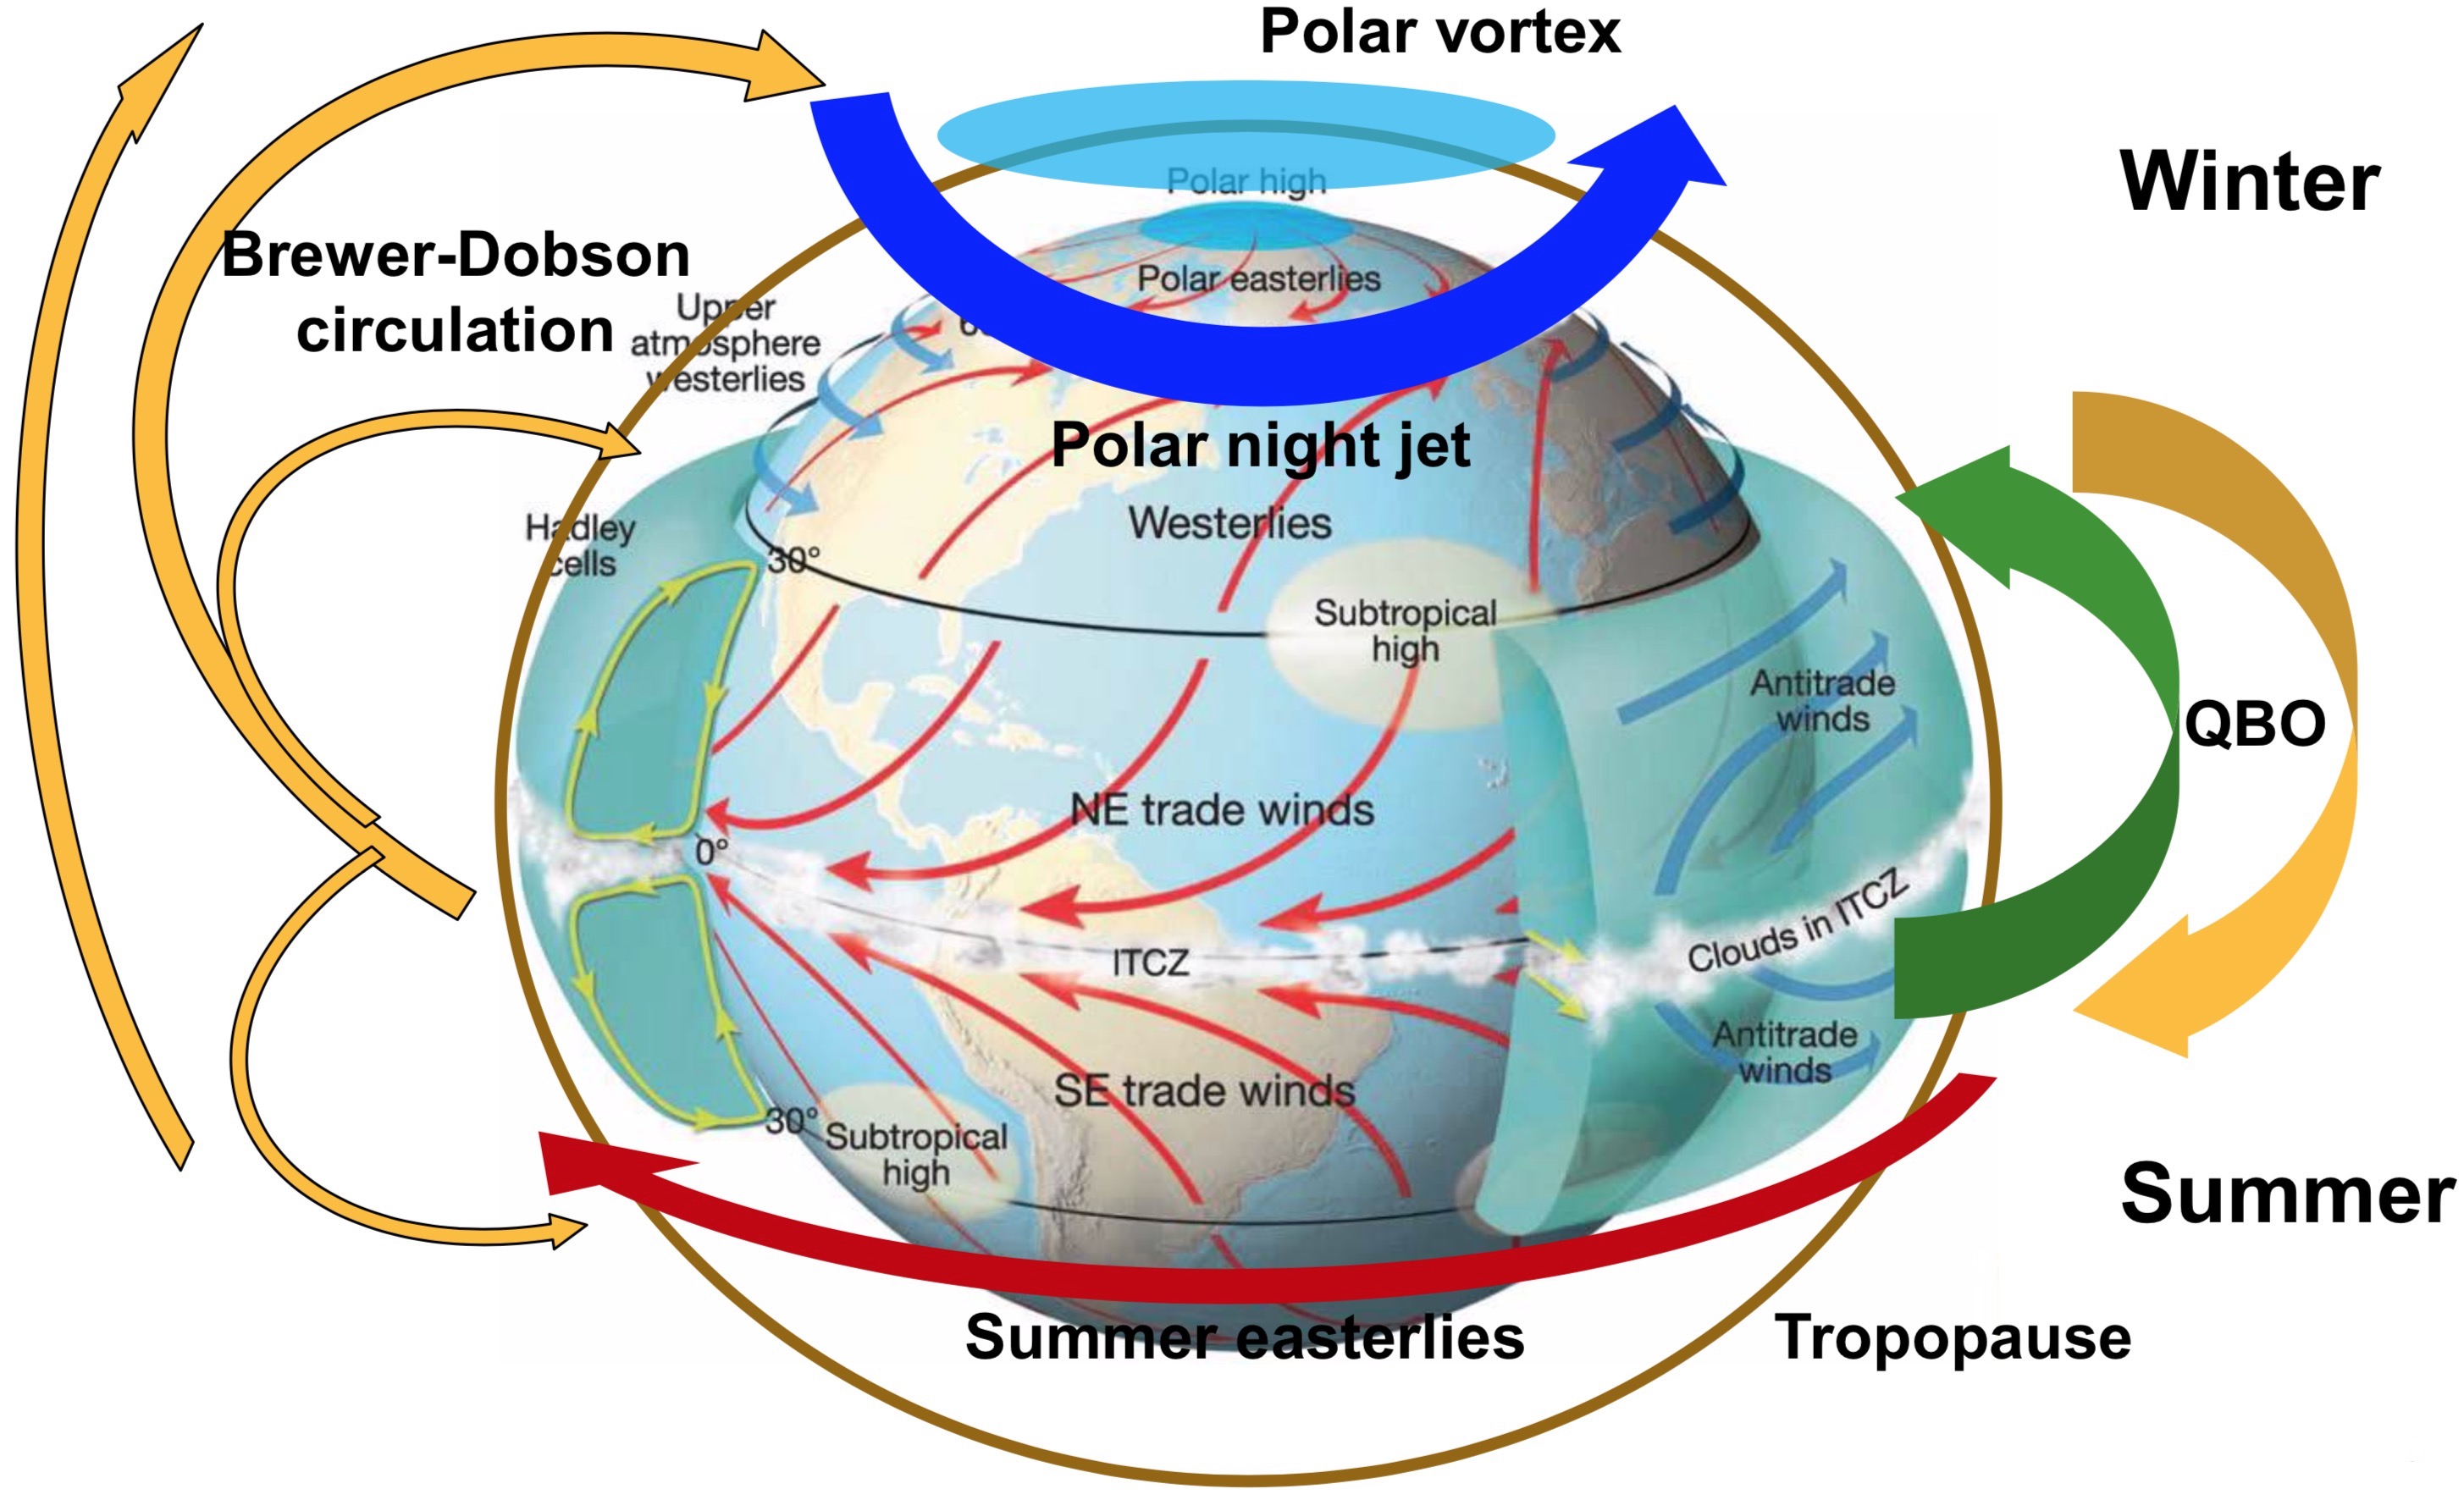 Polar vortex
Winter
Polar high
Brewer-Dobson
circulation
Polar easterlies
Upper
atmosphere
westerlies
Polar night jet
Westerlies
Hadley
cells
30°
Subtropical
high
Antitrade
winds
QBO
NE trade winds
0°
Clouds in ITCZ
ITCZ
Antitrade
winds
SE trade winds
30°
Subtropical
high
Summer
Summer easterlies
Tropopause